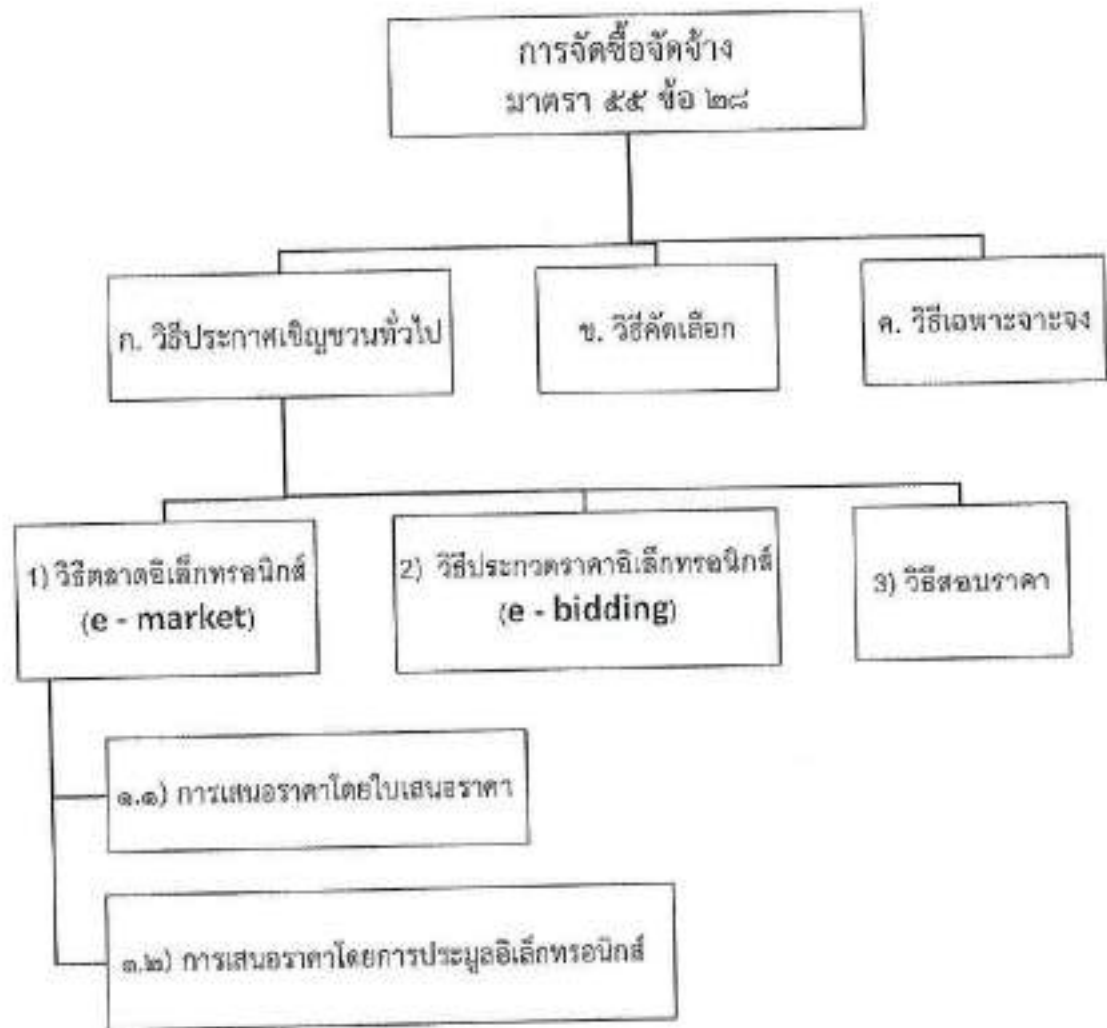 การจัดซื้อจัดจ้าง
มาตรา ๕๕ ข้อ ๒๘
ก. วิธีประกาศเชิญชวนทั่วไป
ข. วิธีคัดเลือก
ค. วิธีเฉพาะจาะจง
1) วิธีตลาดอิเล็กทรอนิกส์
(e - market)
2) วิธีประกวดราคาอิเล็กทรอนิกส์
(e - bidding)
3) วิธีสอบราคา
๑.๑) การเสนอราคาโดยใบเสนอราคา
๑.๒) การเสนอราคาโดยการประมูลอิเล็กทรอนิกส์